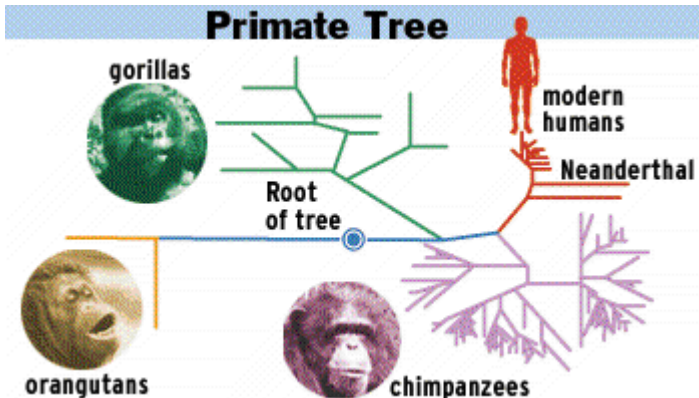 Primate Tree
gorillas
modern
humans
Neanderthal
Root
of tree
orangutans
chimpanzees